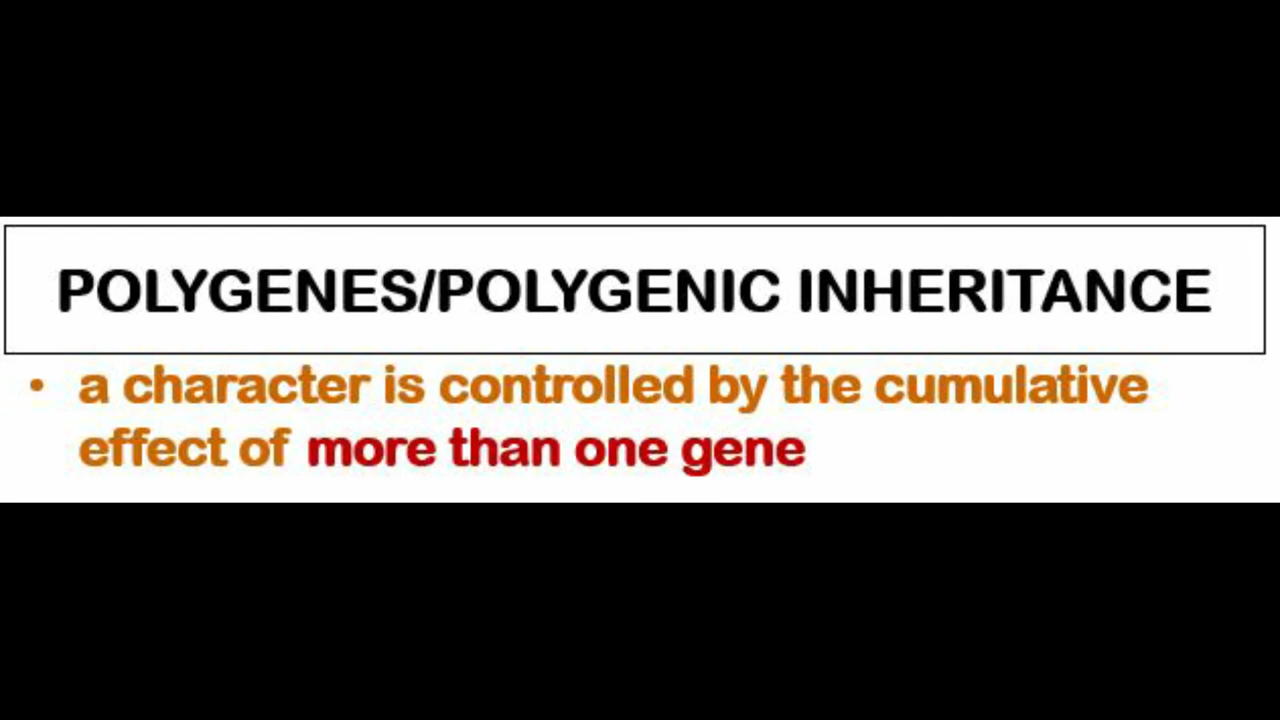 POLYGENES/POLYGENIC INHERITANCE
• a character is controlled by the cumulative
effect of more than one gene